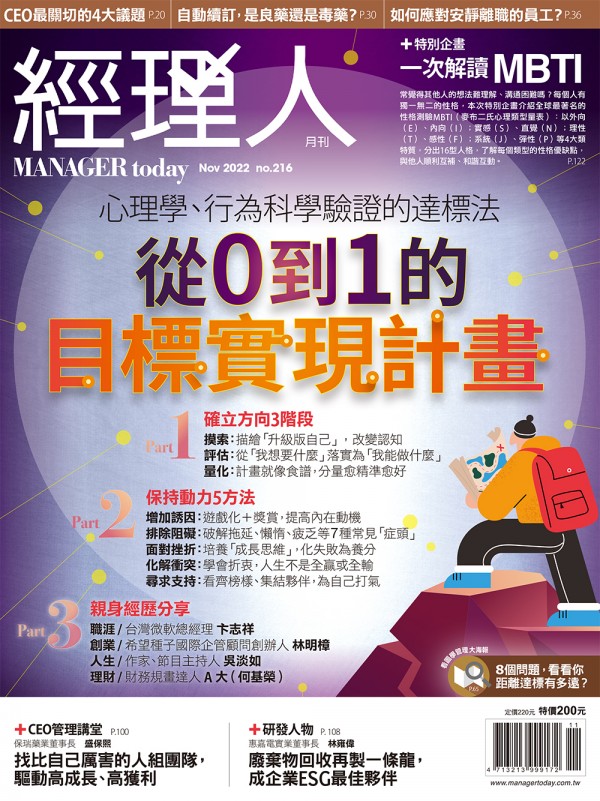 CEO最關切的4大議題 P.20
自動續訂，是良藥還是毒藥？P.30
如何應對安靜離職的員工？P.36
經理人
月刊
MANAGER today Nov 2022 no.216
+特別企畫
一次解讀 MBTI
常覺得其他人的想法難理解、溝通困難嗎？每個人有
獨一無二的性格，本次特別企畫介紹全球最著名的
性格測驗MBTI（麥布二氏心理類型量表）：以外向
（E）、內向（I）；實感（S）、直覺（N）；理性
（T）、感性（F）；系統（J）、彈性（P）等4大類
特質，分出16型人格，了解每個類型的性格優缺點，
與他人順利互補、和諧互動。
P.122
心理學、行為科學驗證的達標法
從0到1的
目標實現計畫
Part 1
確立方向3階段
摸索：描繪「升級版自己」，改變認知
評估：從「我想要什麼」落實為「我能做什麼」
量化：計畫就像食譜，分量愈精準愈好
Part 2
保持動力5方法
增加誘因：遊戲化＋獎賞，提高內在動機
排除阻礙：破解拖延、懶惰、疲乏等7種常見「症頭」
面對挫折：培養「成長思維」，化失敗為養分
化解衝突：學會折衷，人生不是全贏或全輸
尋求支持：看齊榜樣、集結夥伴，為自己打氣
Part 3
親身經歷分享
職涯／台灣微軟總經理 卞志祥
創業／希望種子國際企管顧問創辦人 林明樟
人生／作家、節目主持人 吳淡如
理財／財務規畫達人 A大（何基榮）
8個問題，看看你
距離達標有多遠？
定價220元 特價200元
+CEO管理講堂 P.100
保瑞藥業董事長 盛保熙
找比自己厲害的人組團隊，
驅動高成長、高獲利
+研發人物 P.108
惠嘉電實業董事長 林雍偉
廢棄物回收再製一條龍，
成企業ESG最佳夥伴
11
4713213999172
www.managertoday.com.tw